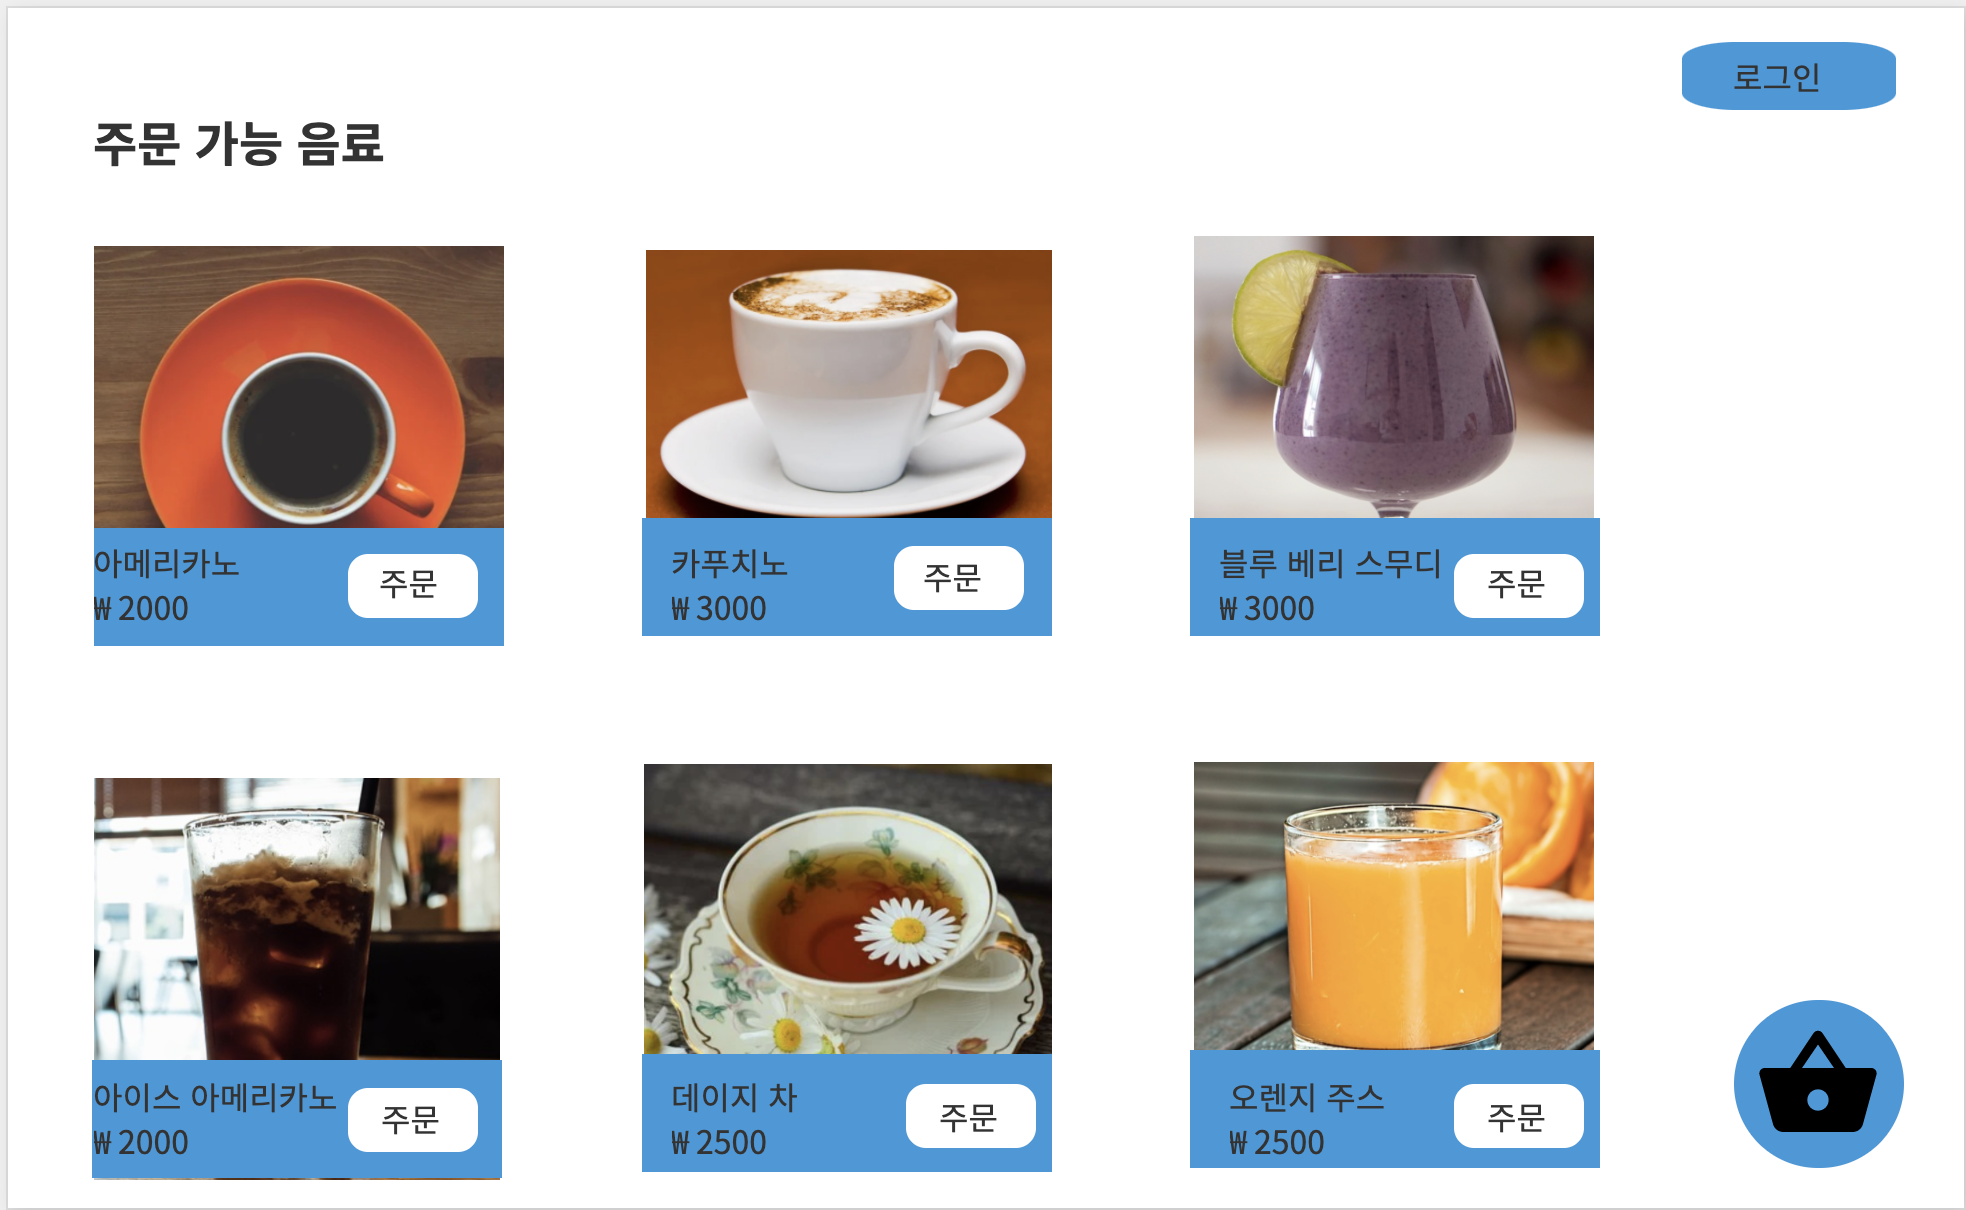 로그인
주문 가능 음료
아메리카노
₩ 2000
주문
카푸치노
₩ 3000
주문
블루 베리 스무디
₩ 3000
주문
아이스 아메리카노
₩ 2000
주문
데이지 차
₩ 2500
주문
오렌지 주스
₩ 2500
주문